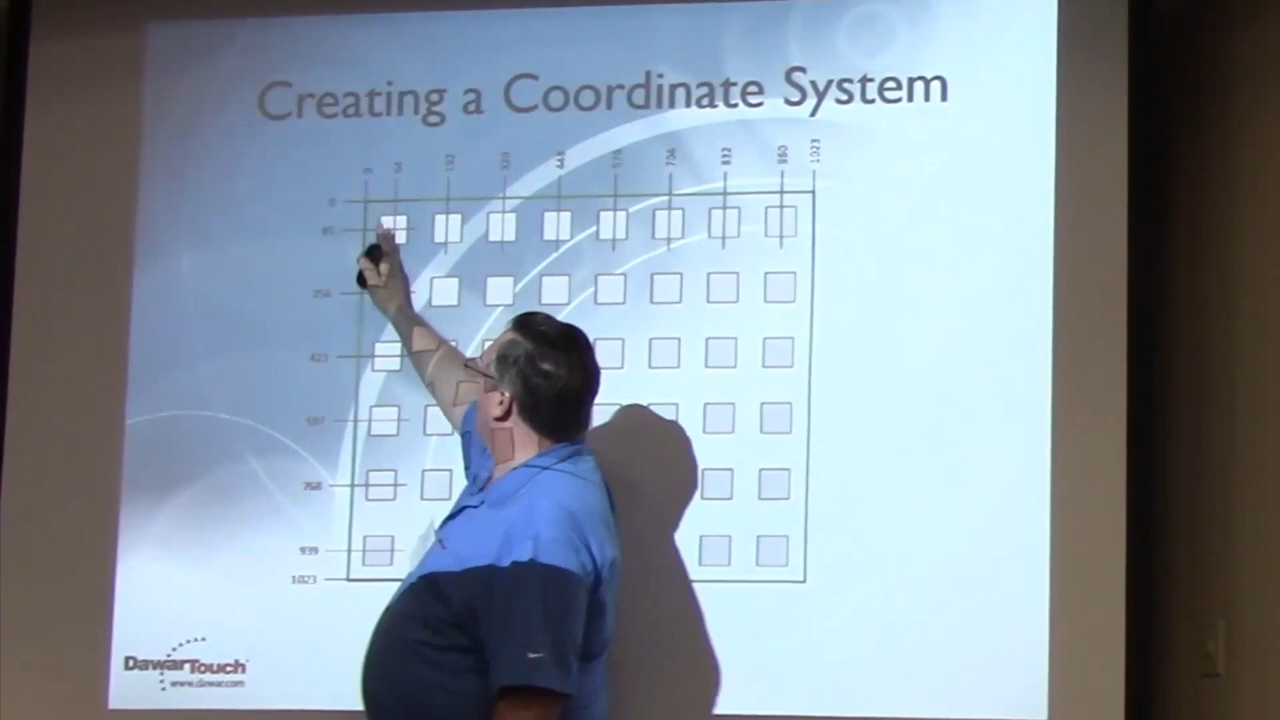 Creating a Coordinate System
0 64 192 320 448 576 706 832 960 1023
0
85
256
423
597
768
939
1023
DawarTouch
www.dawar.com